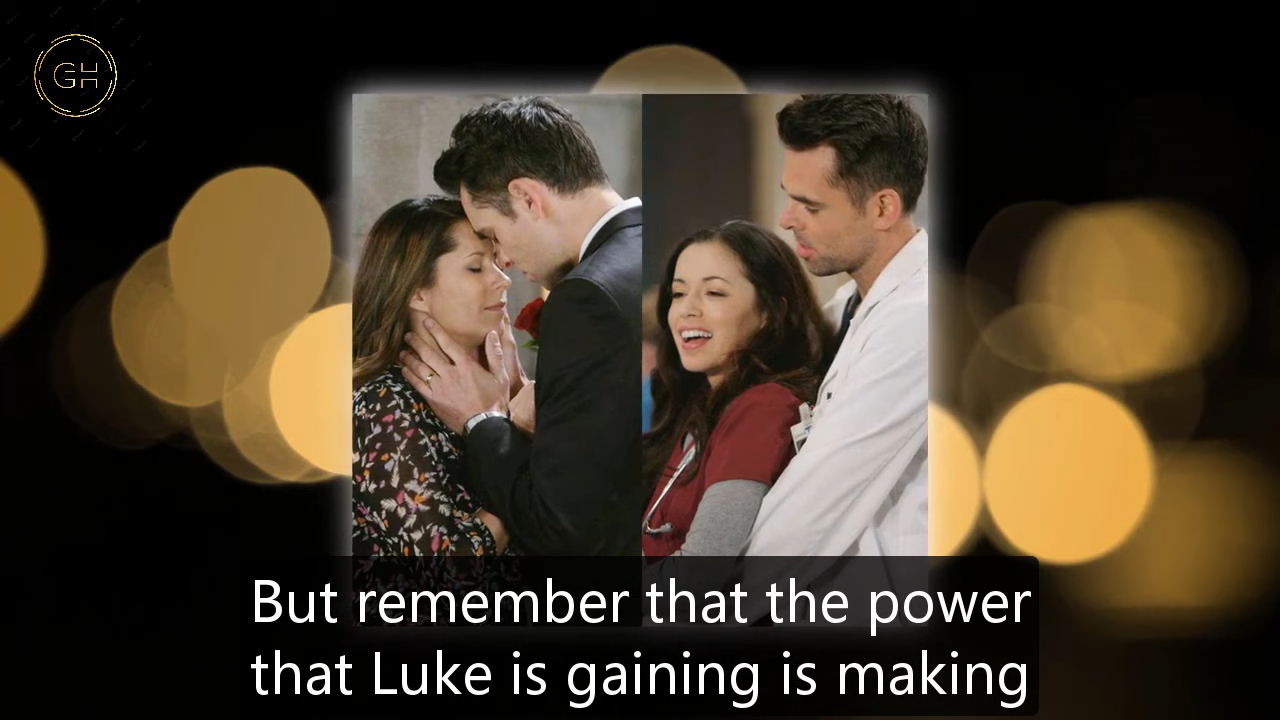 GH
But remember that the power
that Luke is gaining is making